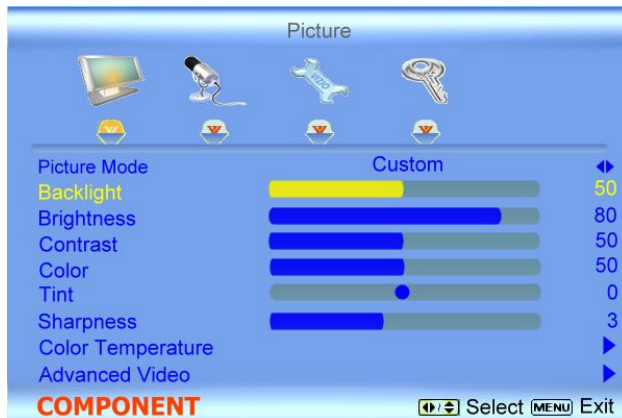 Picture
VIZIO
Picture Mode Custom
Backlight 50
Brightness 80
Contrast 50
Color 50
Tint 0
Sharpness 3
Color Temperature
Advanced Video
COMPONENT Select MENU Exit